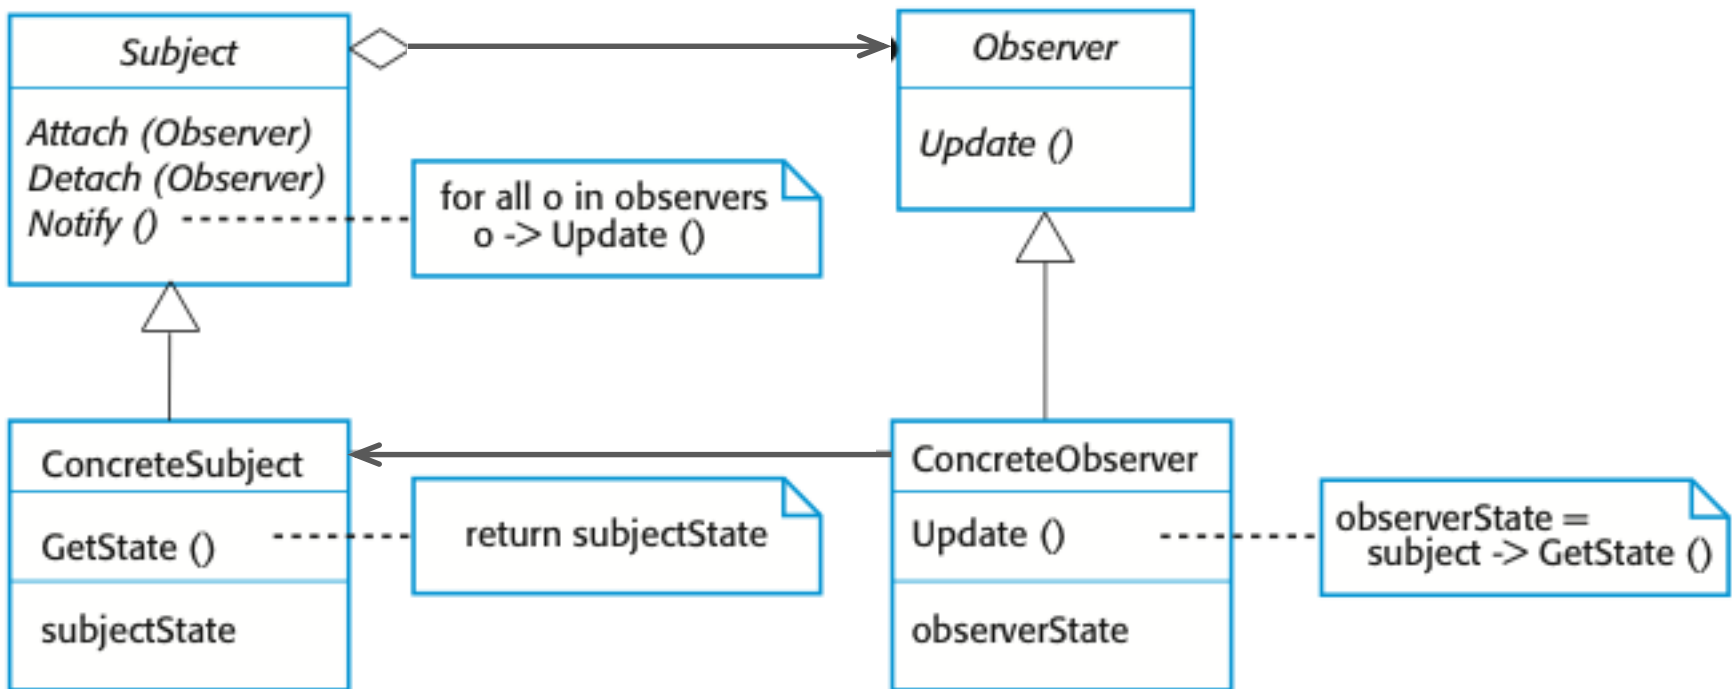 Subject
Attach (Observer)
Detach (Observer)
Notify ()
for all o in observers
o -> Update ()
Observer
Update ()
ConcreteSubject
GetState ()
subjectState
return subjectState
ConcreteObserver
Update ()
observerState
observerState =
subject -> GetState ()